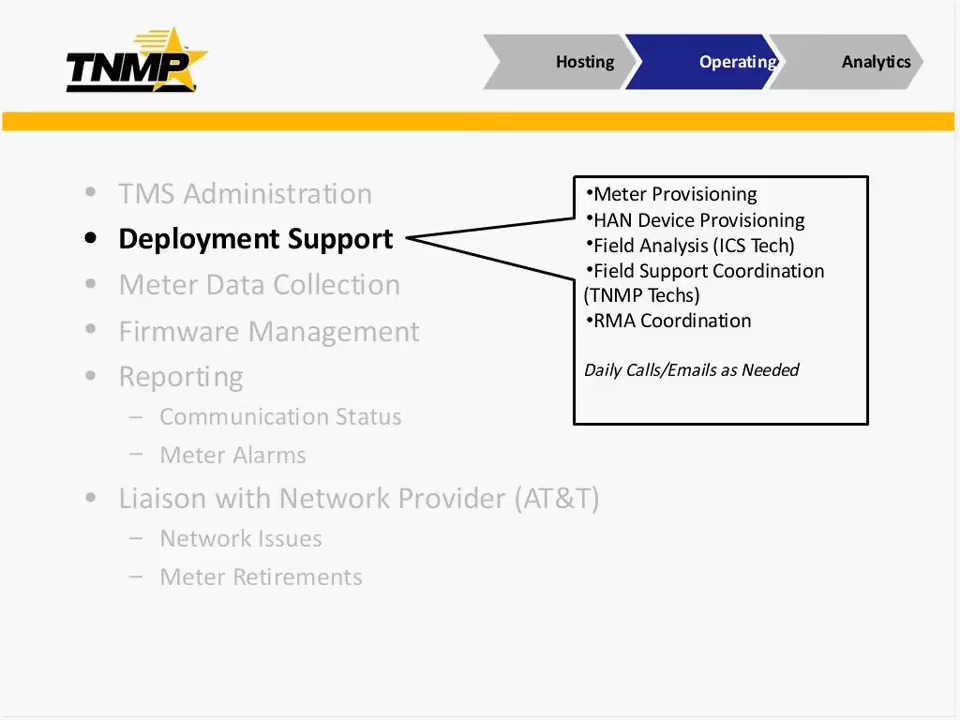 TNMP
Hosting
Operating
Analytics
• TMS Administration
• Deployment Support
• Meter Data Collection
• Firmware Management
• Reporting
– Communication Status
– Meter Alarms
• Liaison with Network Provider (AT&T)
– Network Issues
– Meter Retirements
•Meter Provisioning
•HAN Device Provisioning
•Field Analysis (ICS Tech)
•Field Support Coordination
(TNMP Techs)
•RMA Coordination
Daily Calls/Emails as Needed